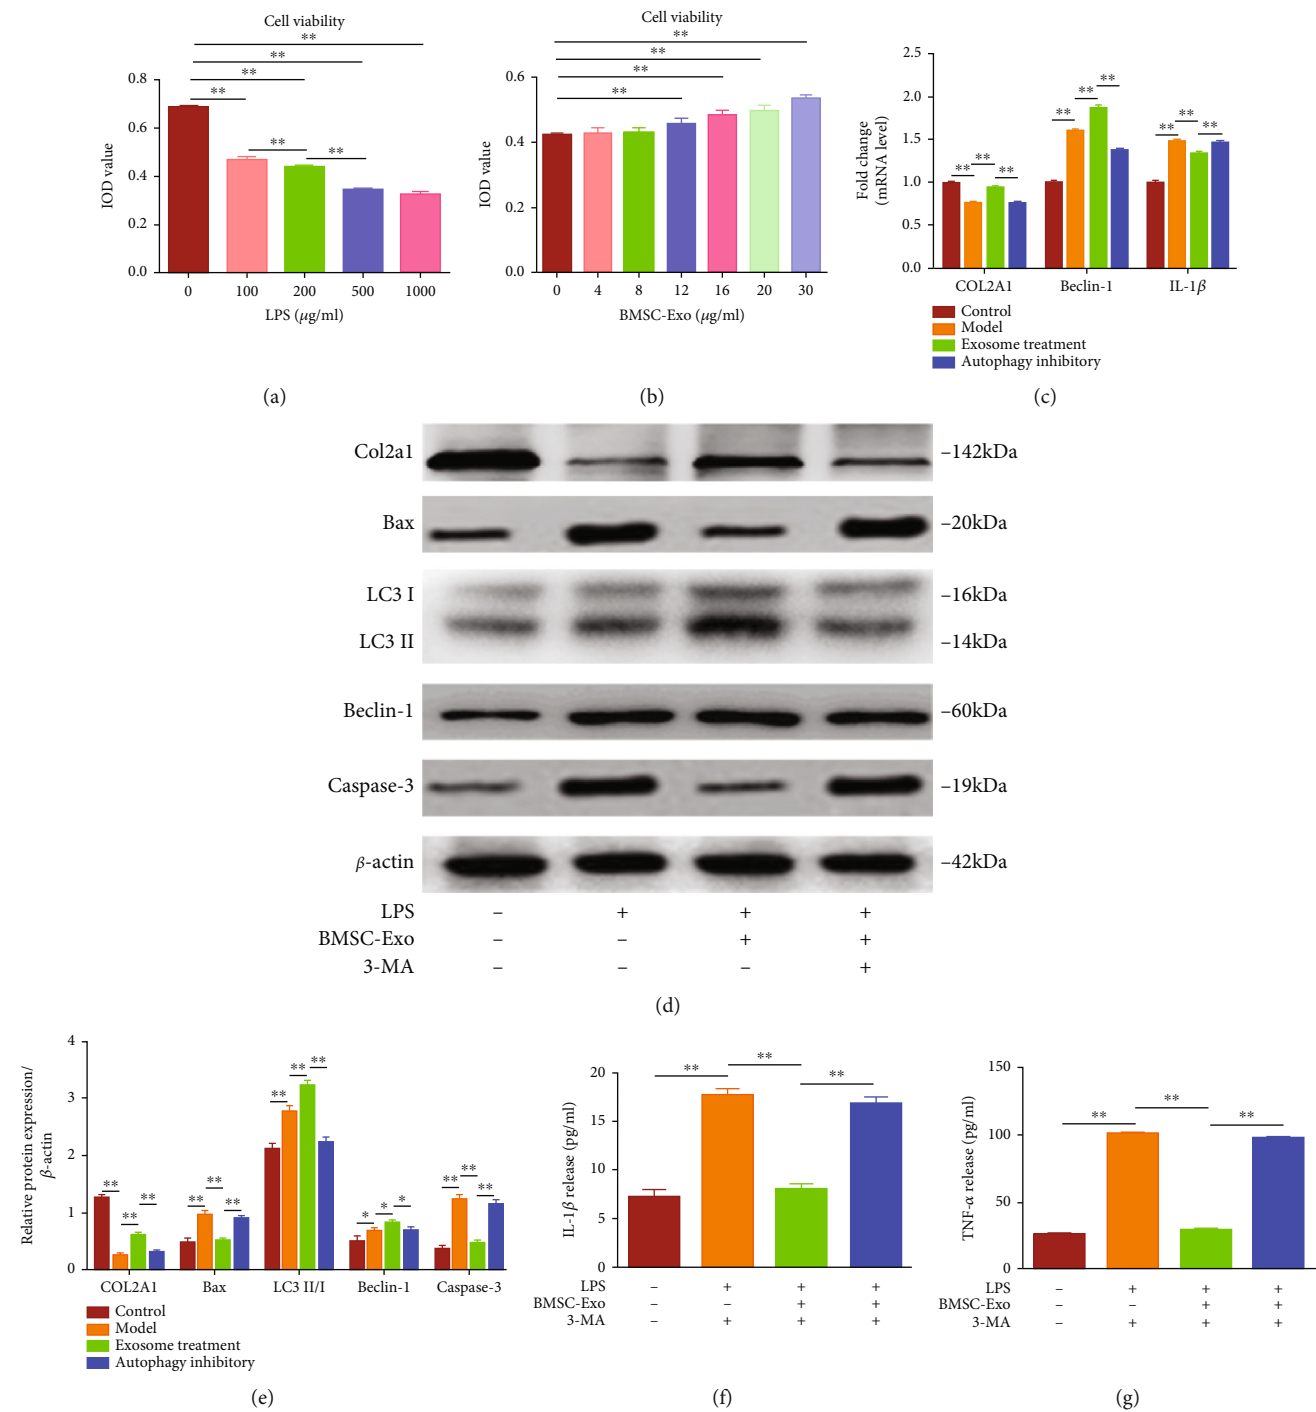 Cell viability
**
**
**
**
**
**
0.8
0.6
0.4
0.2
0.0
IOD value
0 100 200 500 1000
LPS (μg/ml)
(a)
Cell viability
**
**
**
**
0.6
0.4
0.2
0.0
IOD value
0 4 8 12 16 20 30
BMSC-Exo (μg/ml)
(b)
2.5
2.0
1.5
1.0
0.5
0.0
Fold change
(mRNA level)
** ** **
** ** **
** ** **
COL2A1 Beclin-1 IL-1β
Control
Model
Exosome treatment
Autophagy inhibitory
(c)
Col2a1 –142kDa
Bax –20kDa
LC3 I –16kDa
LC3 II –14kDa
Beclin-1 –60kDa
Caspase-3 –19kDa
β-actin –42kDa
LPS – + + +
BMSC-Exo – – + +
3-MA – – – +
(d)
4
3
2
1
0
Relative protein expression/
β-actin
** ** **
** ** **
** ** **
* * *
** ** **
COL2A1 Bax LC3 II/I Beclin-1 Caspase-3
Control
Model
Exosome treatment
Autophagy inhibitory
(e)
20
15
10
5
0
IL-1β release (pg/ml)
** ** **
LPS – + + +
BMSC-Exo – – + +
3-MA – + + +
(f)
150
100
50
0
TNF-α release (pg/ml)
** ** **
LPS – + + +
BMSC-Exo – – + +
3-MA – + + +
(g)